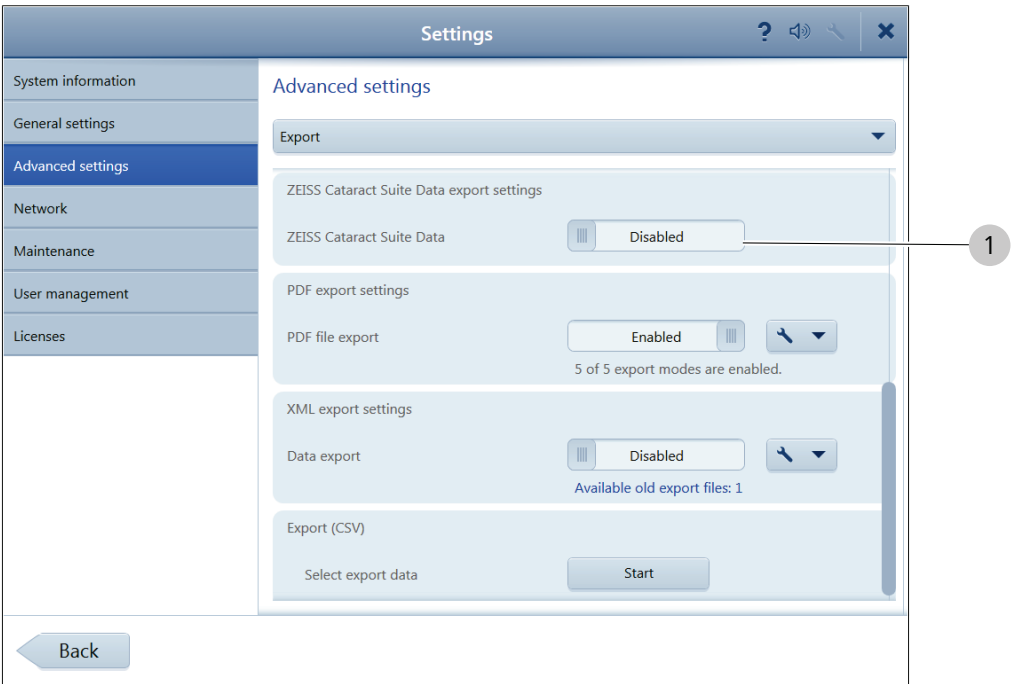 Settings
?
System information
General settings
Advanced settings
Network
Maintenance
User management
Licenses
Advanced settings
Export
ZEISS Cataract Suite Data export settings
ZEISS Cataract Suite Data
Disabled
1
PDF export settings
PDF file export
Enabled
5 of 5 export modes are enabled.
XML export settings
Data export
Disabled
Available old export files: 1
Export (CSV)
Select export data
Start
Back